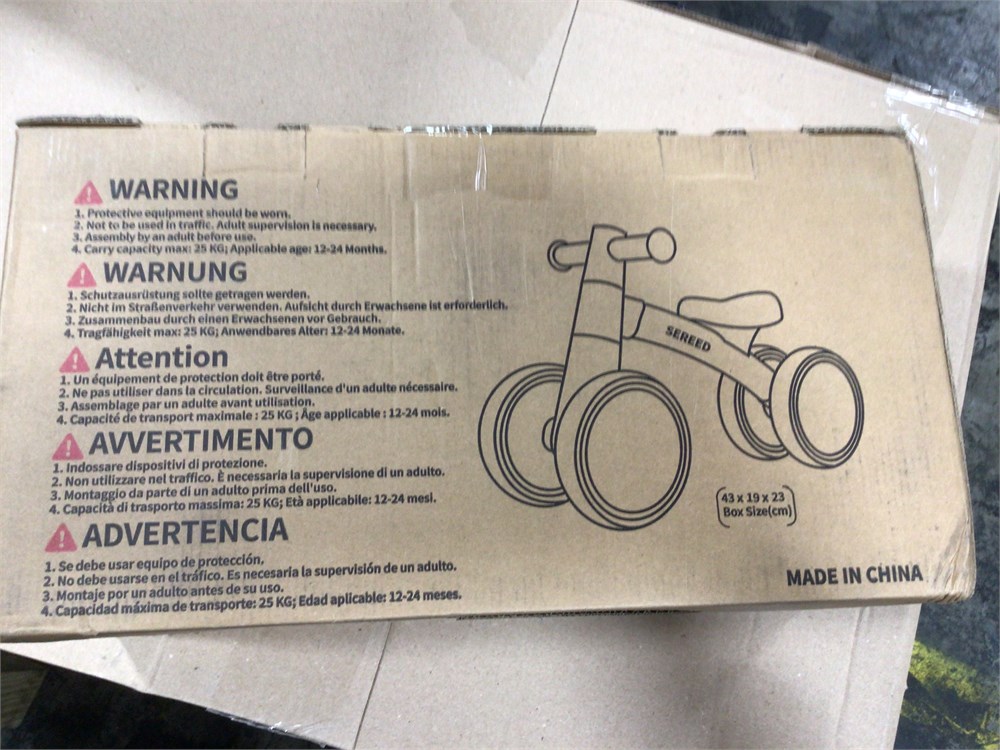 WARNING
1. Protective equipment should be worn.
2. Not to be used in traffic. Adult supervision is necessary.
3. Assembly by an adult before use.
4. Carry capacity max: 25 KG; Applicable age: 12-24 Months.
WARNUNG
1. Schutzausrüstung sollte getragen werden.
2. Nicht im Straßenverkehr verwenden. Aufsicht durch Erwachsene ist erforderlich.
3. Zusammenbau durch einen Erwachsenen vor Gebrauch.
4. Tragfähigkeit max: 25 KG; Anwendbares Alter: 12-24 Monate.
Attention
1. Un équipement de protection doit être porté.
2. Ne pas utiliser dans la circulation. Surveillance d'un adulte nécessaire.
3. Assemblage par un adulte avant utilisation.
4. Capacité de transport maximale : 25 KG ; Âge applicable : 12-24 mois.
AVVERTIMENTO
1. Indossare dispositivi di protezione.
2. Non utilizzare nel traffico. È necessaria la supervisione di un adulto.
3. Montaggio da parte di un adulto prima dell'uso.
4. Capacità di trasporto massima: 25 KG; Età applicabile: 12-24 mesi.
ADVERTENCIA
1. Se debe usar equipo de protección.
2. No debe usarse en el tráfico. Es necesaria la supervisión de un adulto.
3. Montaje por un adulto antes de su uso.
4. Capacidad máxima de transporte: 25 KG; Edad aplicable: 12-24 meses.
SEREED
43 x 19 x 23
Box Size(cm)
MADE IN CHINA